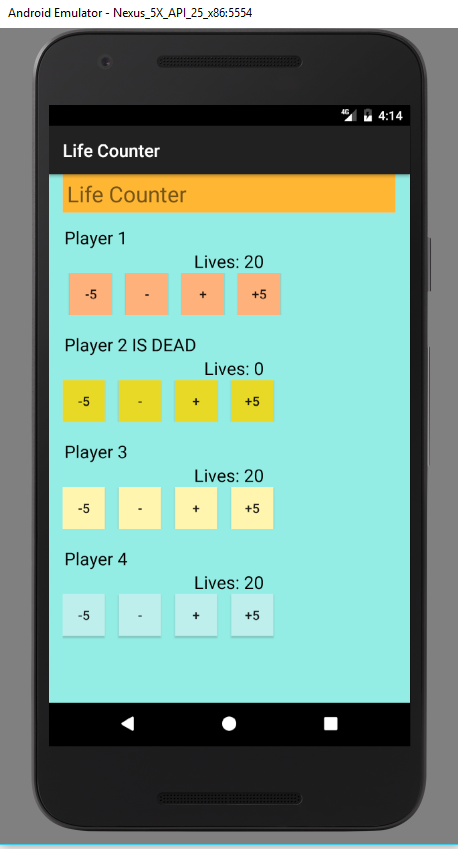 Android Emulator - Nexus_5X_API_25_x86:5554
4G 4:14
Life Counter
Life Counter
Player 1
Lives: 20
-5 - + +5
Player 2 IS DEAD
Lives: 0
-5 - + +5
Player 3
Lives: 20
-5 - + +5
Player 4
Lives: 20
-5 - + +5